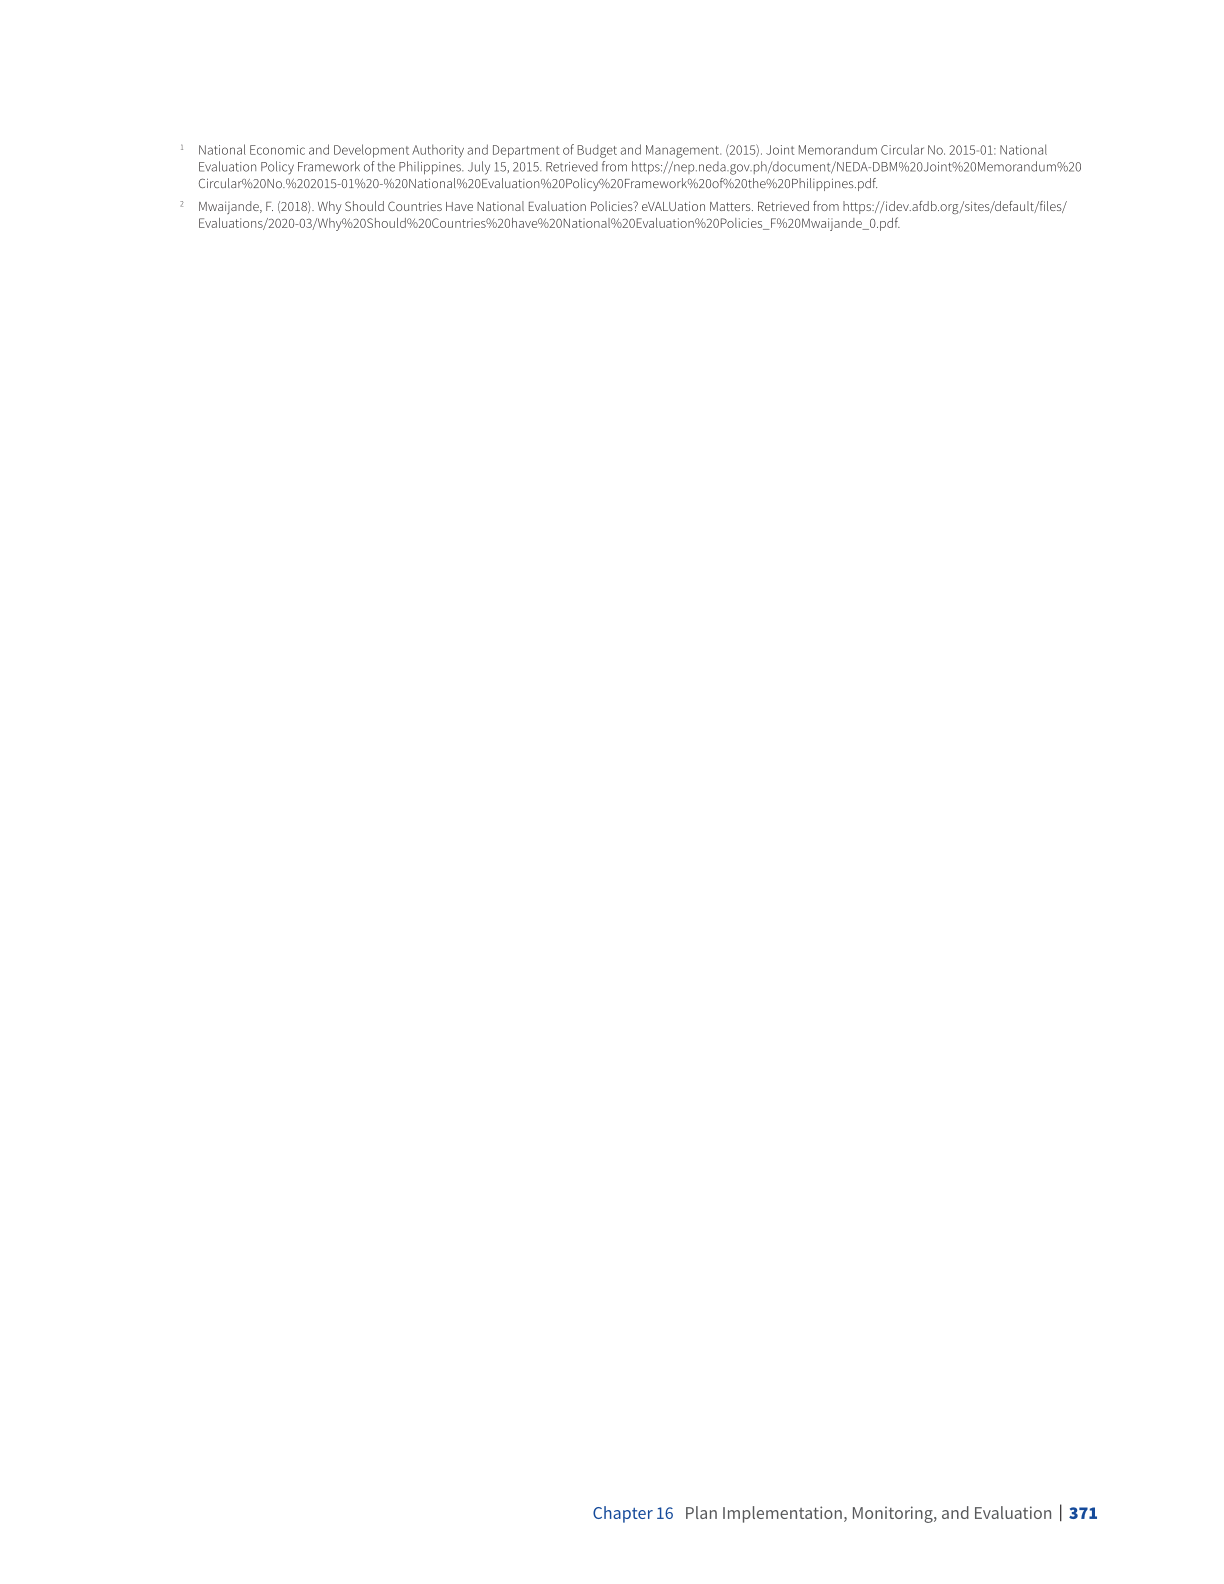 1 National Economic and Development Authority and Department of Budget and Management. (2015). Joint Memorandum Circular No. 2015-01: National
Evaluation Policy Framework of the Philippines. July 15, 2015. Retrieved from https://nep.neda.gov.ph/document/NEDA-DBM%20Joint%20Memorandum%20
Circular%20No.%202015-01%20-%20National%20Evaluation%20Policy%20Framework%20of%20the%20Philippines.pdf.
2 Mwaijande, F. (2018). Why Should Countries Have National Evaluation Policies? eVALUation Matters. Retrieved from https://idev.afdb.org/sites/default/files/
Evaluations/2020-03/Why%20Should%20Countries%20have%20National%20Evaluation%20Policies_F%20Mwaijande_0.pdf.
Chapter 16 Plan Implementation, Monitoring, and Evaluation | 371